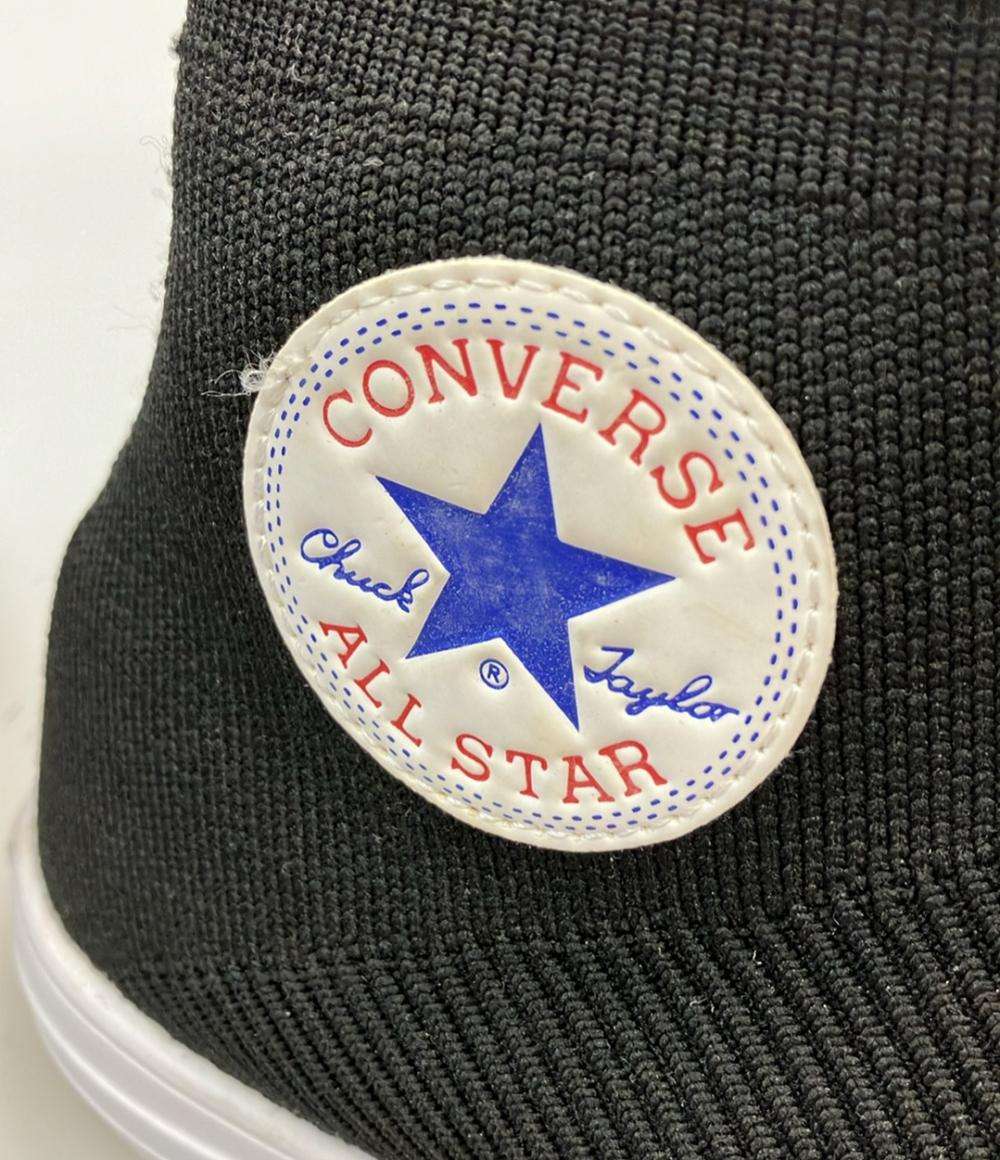 CONVERSE
Chuck Taylor
ALL STAR
®